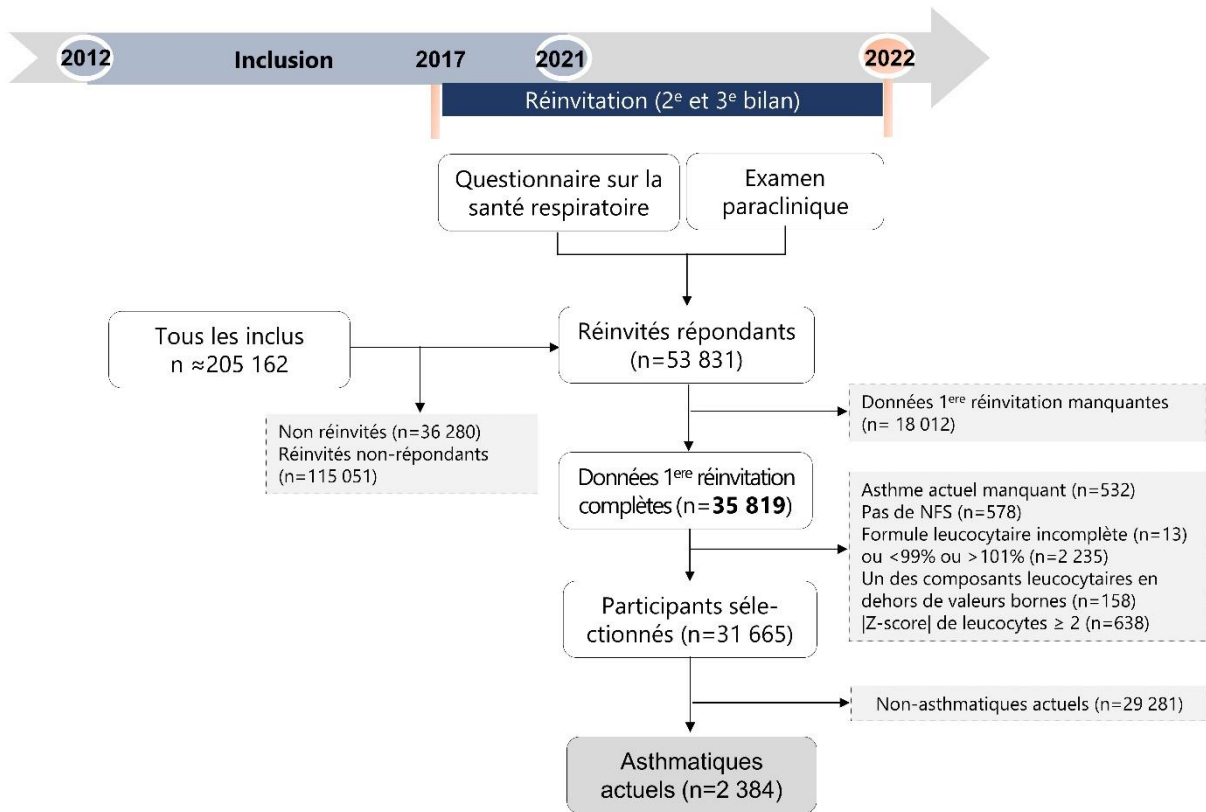 2012 Inclusion 2017 2021 2022
Réinvitation (2e et 3e bilan)
Questionnaire sur la
santé respiratoire
Examen
paraclinique
Tous les inclus
n ≈205 162
Réinvités répondants
(n=53 831)
Non réinvités (n=36 280)
Réinvités non-répondants
(n=115 051)
Données 1ere réinvitation manquantes
(n= 18 012)
Données 1ere réinvitation
complètes (n=35 819)
Asthme actuel manquant (n=532)
Pas de NFS (n=578)
Formule leucocytaire incomplète (n=13)
ou <99% ou >101% (n=2 235)
Un des composants leucocytaires en
dehors de valeurs bornes (n=158)
|Z-score| de leucocytes ≥ 2 (n=638)
Participants séle-
ctionnés (n=31 665)
Non-asthmatiques actuels (n=29 281)
Asthmatiques
actuels (n=2 384)